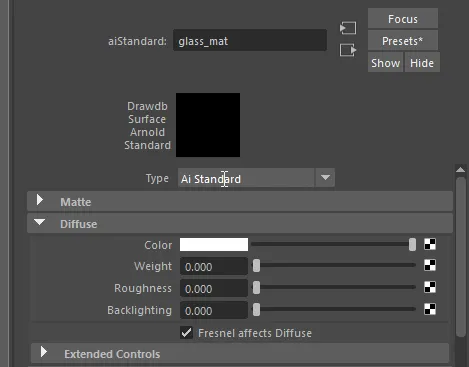 Focus
aiStandard: glass_mat
Presets*
Show Hide
Drawdb
Surface
Arnold
Standard
Type Ai Standard
Matte
Diffuse
Color
Weight 0.000
Roughness 0.000
Backlighting 0.000
Fresnel affects Diffuse
Extended Controls